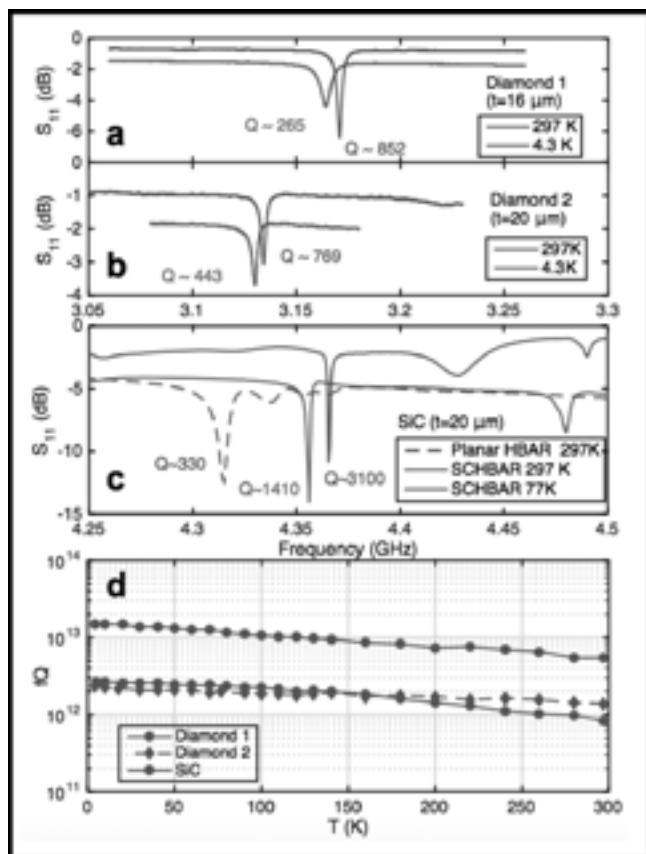 0
-2
-4
-6
S11 (dB)
a
Q ~ 265
Q ~ 852
Diamond 1
(t=16 μm)
297 K
4.3 K
0
-1
-2
-3
-4
S11 (dB)
b
Q ~ 443
Q ~ 769
Diamond 2
(t=20 μm)
297K
4.3K
3.05
3.1
3.15
3.2
3.25
3.3
0
-5
-10
-15
S11 (dB)
c
Q~330
Q~1410
Q~3100
SiC (t=20 μm)
Planar HBAR 297K
SCHBAR 297 K
SCHBAR 77K
4.25
4.3
4.35
4.4
4.45
4.5
Frequency (GHz)
10^14
10^13
10^12
10^11
fQ
d
Diamond 1
Diamond 2
SiC
0
50
100
150
200
250
300
T (K)